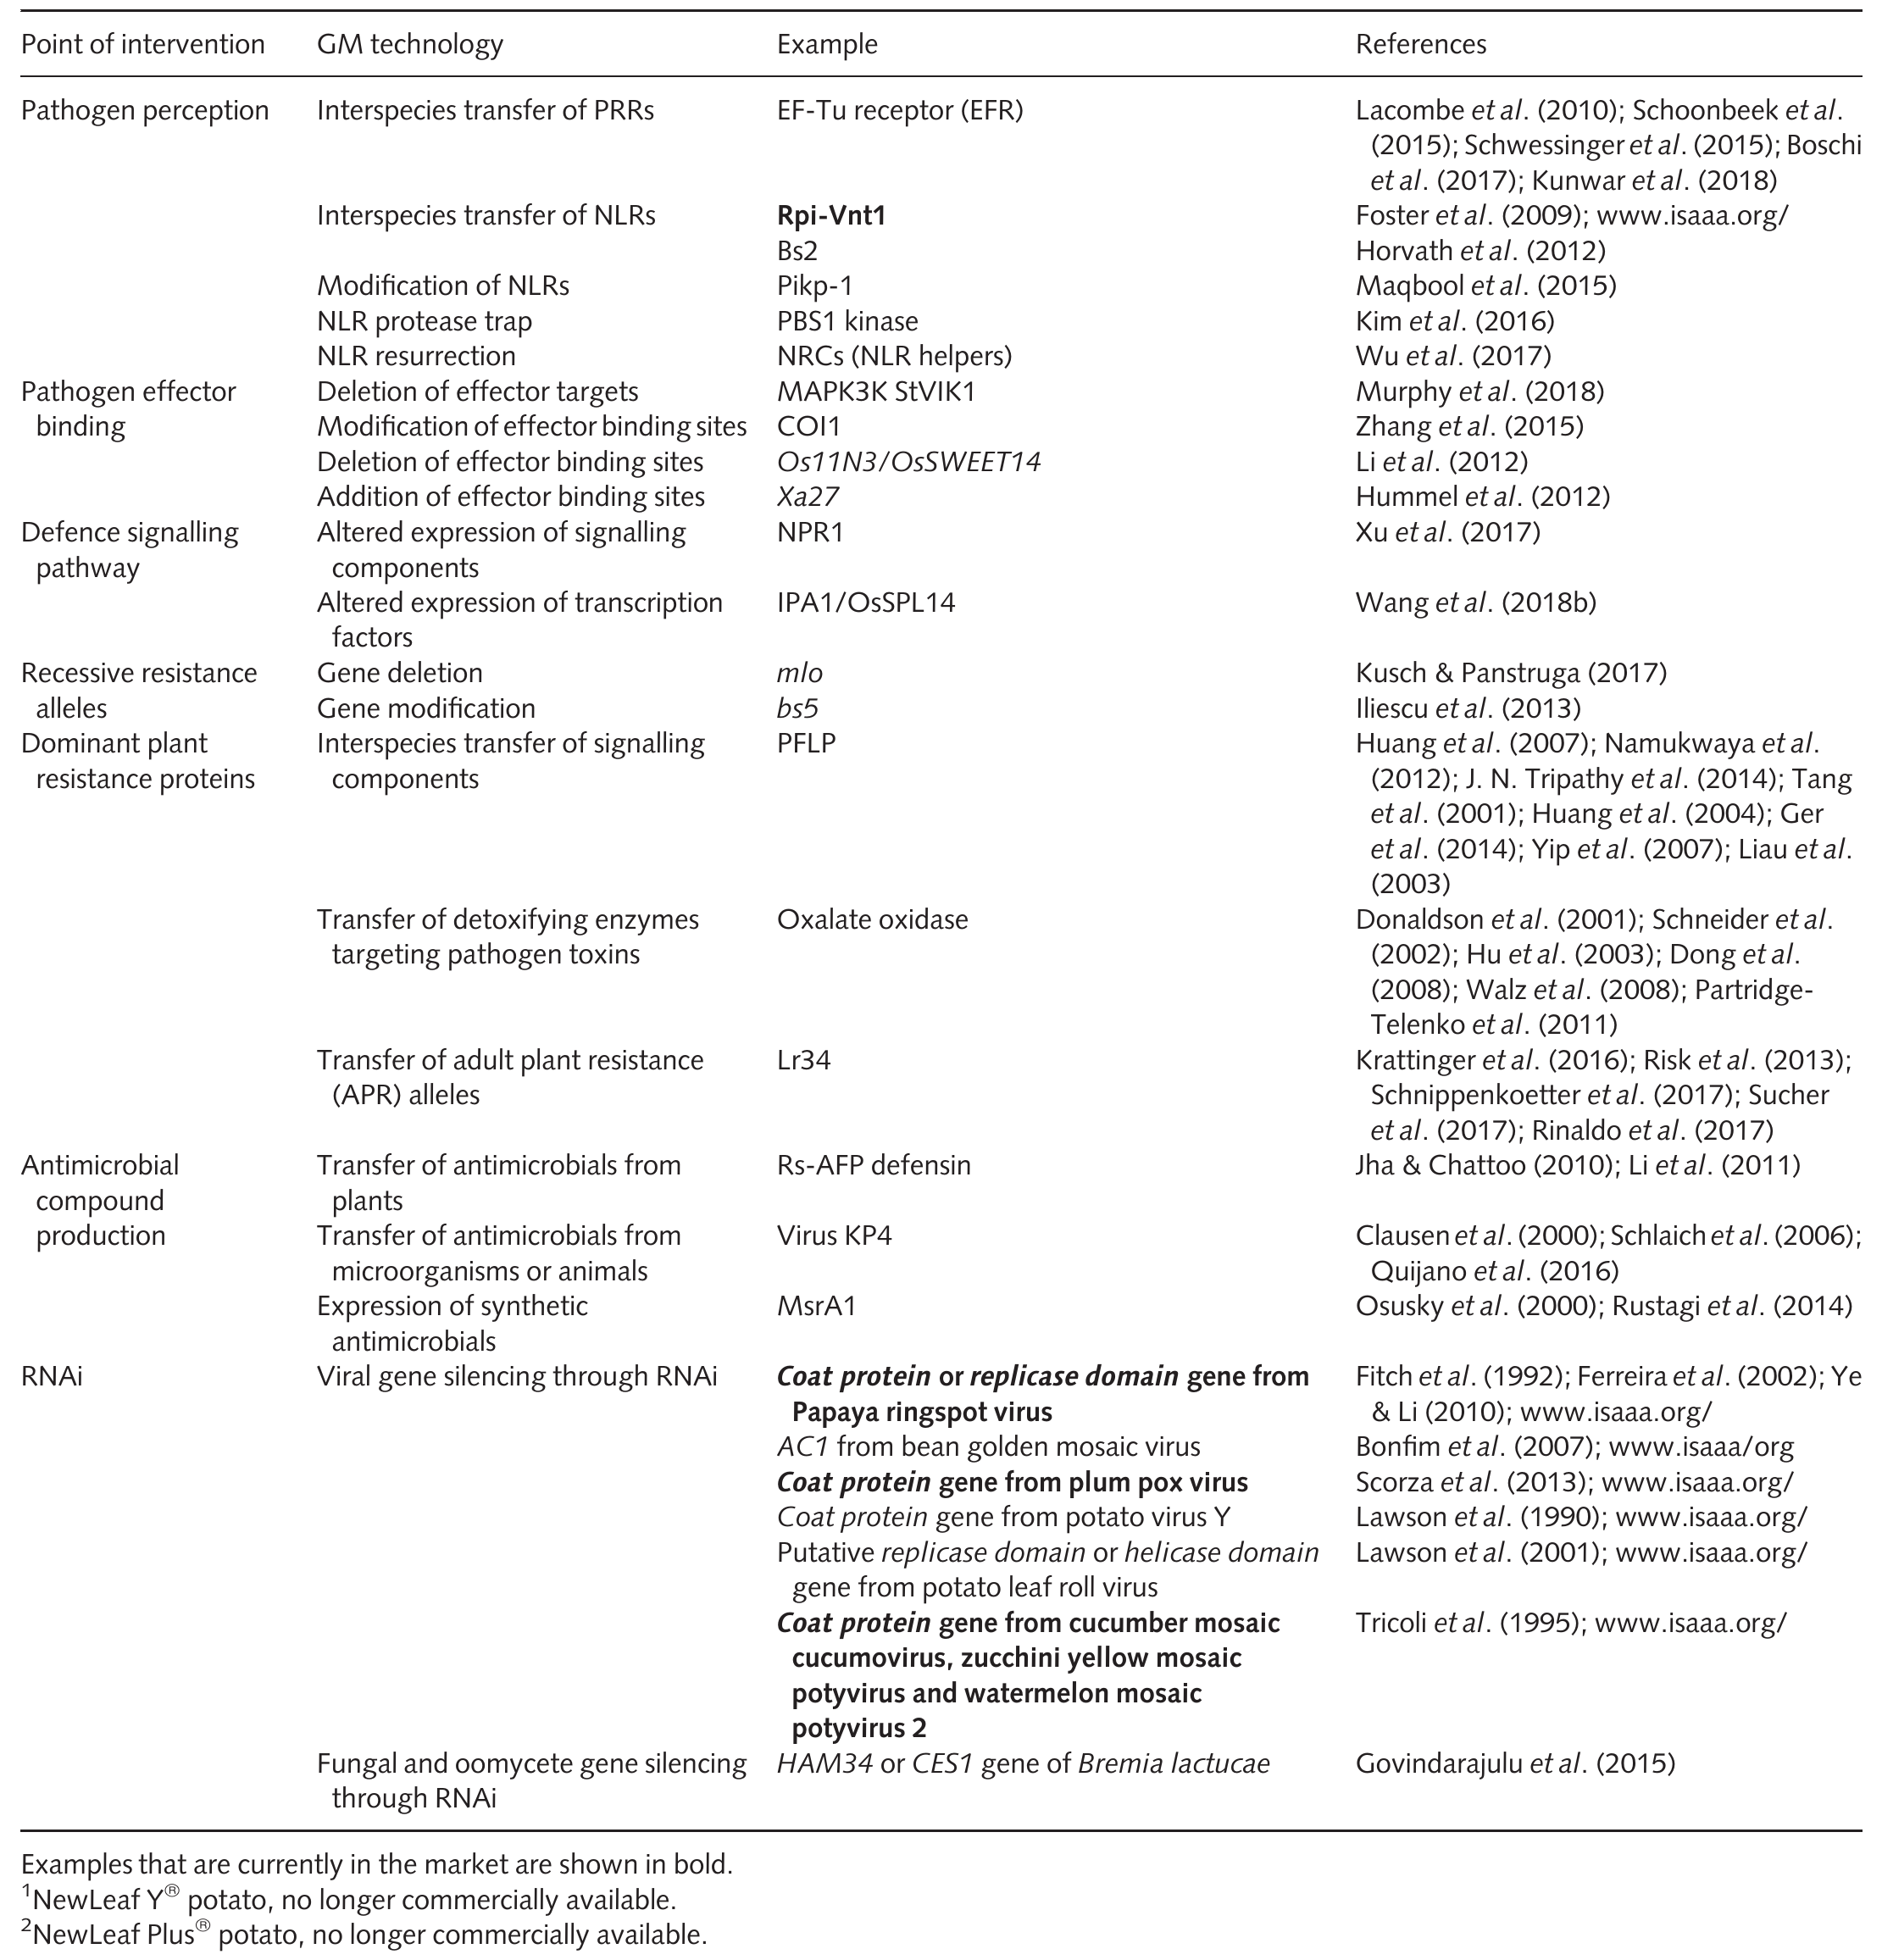 Point of intervention GM technology Example References
Pathogen perception Interspecies transfer of PRRs EF-Tu receptor (EFR) Lacombe et al. (2010); Schoonbeek et al.
(2015); Schwessinger et al. (2015); Boschi
et al. (2017); Kunwar et al. (2018)
Interspecies transfer of NLRs Rpi-Vnt1 Foster et al. (2009); www.isaaa.org/
Bs2 Horvath et al. (2012)
Modification of NLRs Pikp-1 Maqbool et al. (2015)
NLR protease trap PBS1 kinase Kim et al. (2016)
NLR resurrection NRCs (NLR helpers) Wu et al. (2017)
Pathogen effector Deletion of effector targets MAPK3K StVIK1 Murphy et al. (2018)
binding Modification of effector binding sites COI1 Zhang et al. (2015)
Deletion of effector binding sites Os11N3/OsSWEET14 Li et al. (2012)
Addition of effector binding sites Xa27 Hummel et al. (2012)
Defence signalling Altered expression of signalling NPR1 Xu et al. (2017)
pathway components
Altered expression of transcription IPA1/OsSPL14 Wang et al. (2018b)
factors
Recessive resistance Gene deletion mlo Kusch & Panstruga (2017)
alleles Gene modification bs5 Iliescu et al. (2013)
Dominant plant Interspecies transfer of signalling PFLP Huang et al. (2007); Namukwaya et al.
resistance proteins components (2012); J. N. Tripathy et al. (2014); Tang
et al. (2001); Huang et al. (2004); Ger
et al. (2014); Yip et al. (2007); Liau et al.
(2003)
Transfer of detoxifying enzymes Oxalate oxidase Donaldson et al. (2001); Schneider et al.
targeting pathogen toxins (2002); Hu et al. (2003); Dong et al.
(2008); Walz et al. (2008); Partridge-
Telenko et al. (2011)
Transfer of adult plant resistance Lr34 Krattinger et al. (2016); Risk et al. (2013);
(APR) alleles Schnippenkoetter et al. (2017); Sucher
et al. (2017); Rinaldo et al. (2017)
Antimicrobial Transfer of antimicrobials from Rs-AFP defensin Jha & Chattoo (2010); Li et al. (2011)
compound plants
production Transfer of antimicrobials from Virus KP4 Clausen et al. (2000); Schlaich et al. (2006);
microorganisms or animals Quijano et al. (2016)
Expression of synthetic MsrA1 Osusky et al. (2000); Rustagi et al. (2014)
antimicrobials
RNAi Viral gene silencing through RNAi Coat protein or replicase domain gene from Fitch et al. (1992); Ferreira et al. (2002); Ye
Papaya ringspot virus & Li (2010); www.isaaa.org/
AC1 from bean golden mosaic virus Bonfim et al. (2007); www.isaaa/org
Coat protein gene from plum pox virus Scorza et al. (2013); www.isaaa.org/
Coat protein gene from potato virus Y Lawson et al. (1990); www.isaaa.org/
Putative replicase domain or helicase domain Lawson et al. (2001); www.isaaa.org/
gene from potato leaf roll virus
Coat protein gene from cucumber mosaic Tricoli et al. (1995); www.isaaa.org/
cucumovirus, zucchini yellow mosaic
potyvirus and watermelon mosaic
potyvirus 2
Fungal and oomycete gene silencing HAM34 or CES1 gene of Bremia lactucae Govindarajulu et al. (2015)
through RNAi
Examples that are currently in the market are shown in bold.
¹NewLeaf Y® potato, no longer commercially available.
²NewLeaf Plus® potato, no longer commercially available.